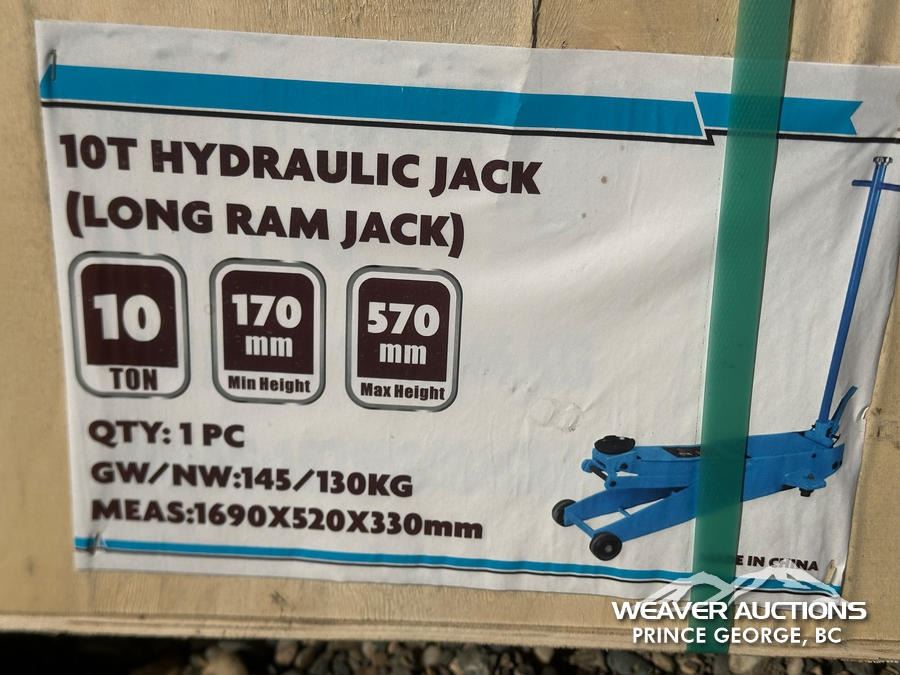 10T HYDRAULIC JACK
(LONG RAM JACK)
10
TON
170
mm
Min Height
570
mm
Max Height
QTY: 1 PC
GW/NW:145/130KG
MEAS:1690X520X330mm
IN CHINA
WEAVER AUCTIONS
PRINCE GEORGE, BC